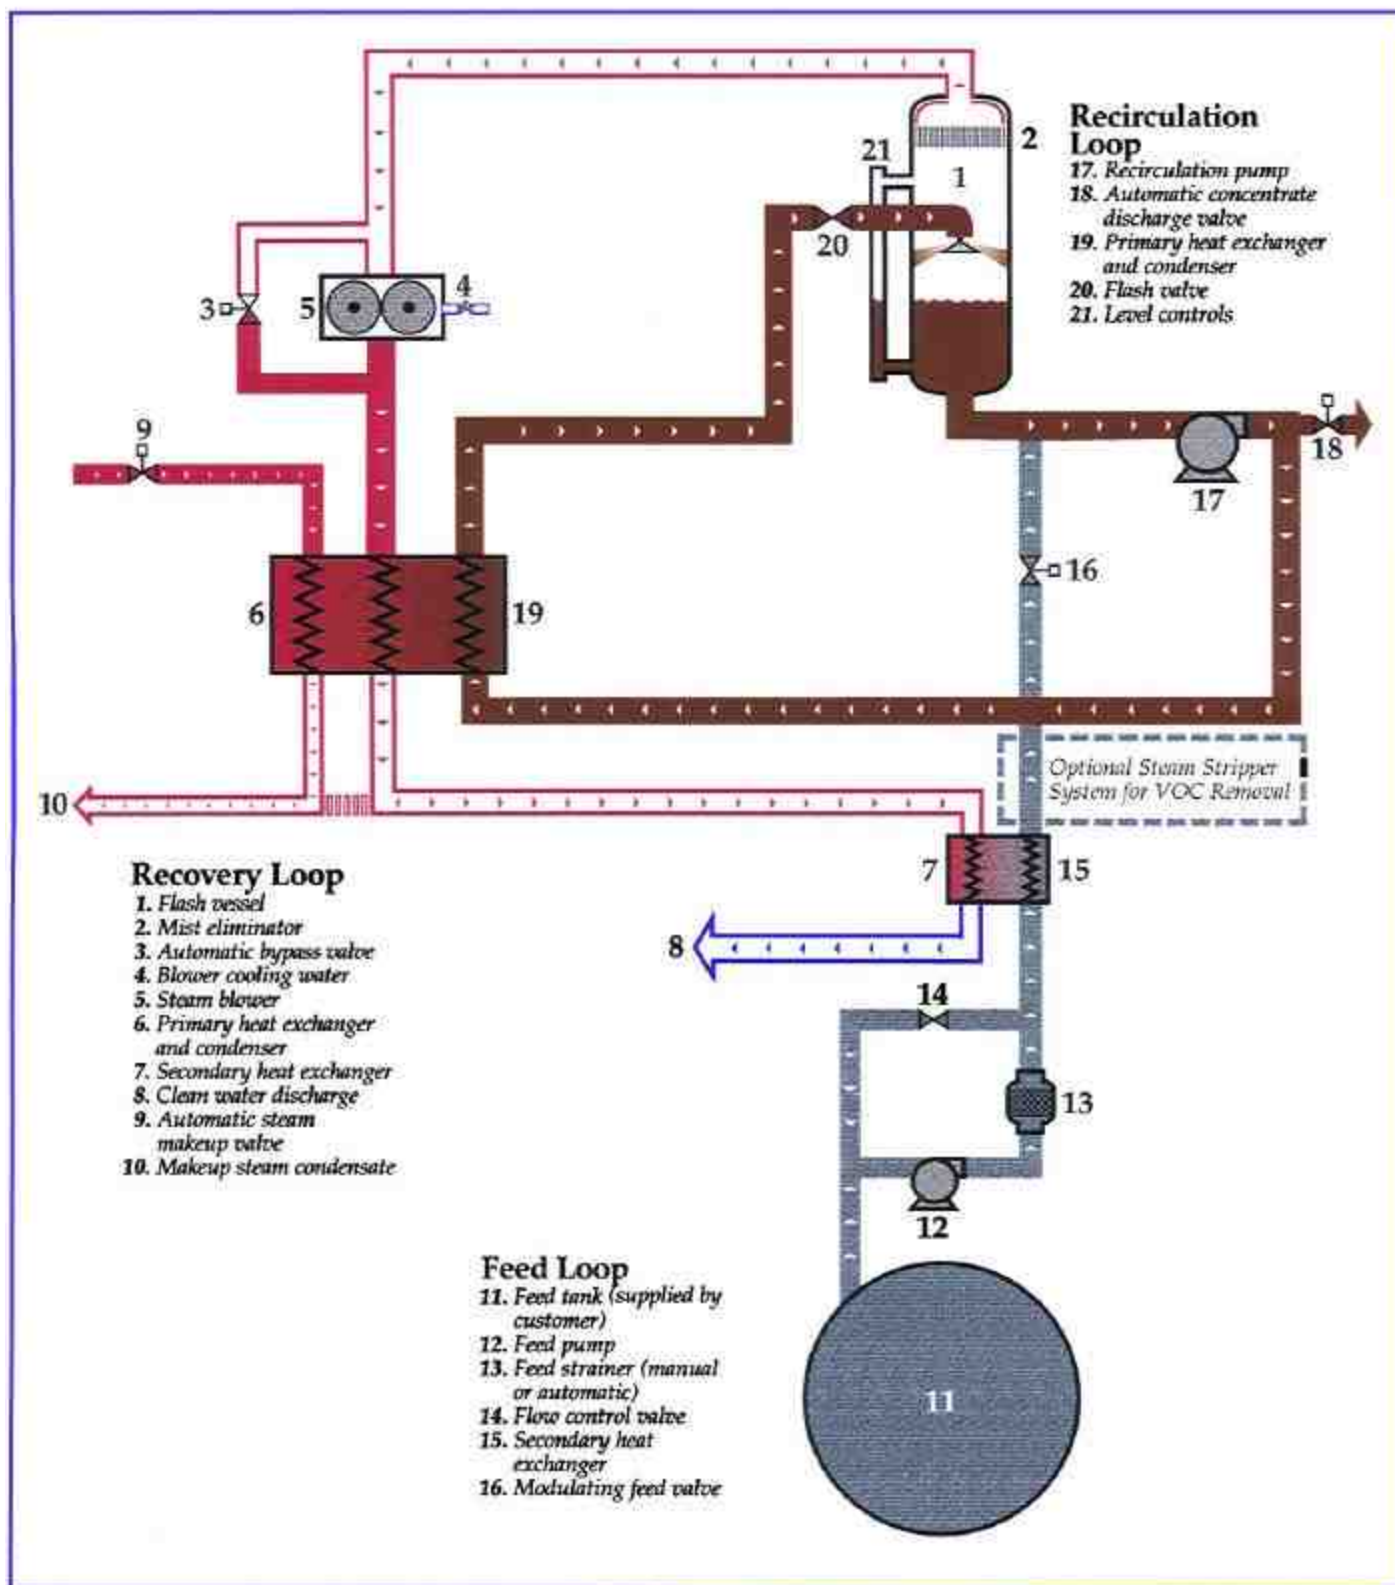 2
21
1
20
Recirculation
Loop
17. Recirculation pump
18. Automatic concentrate
discharge valve
19. Primary heat exchanger
and condenser
20. Flash valve
21. Level controls
3
5
4
9
18
17
16
6
19
Optional Steam Stripper
System for VOC Removal
10
7
15
Recovery Loop
1. Flash vessel
2. Mist eliminator
3. Automatic bypass valve
4. Blower cooling water
5. Steam blower
6. Primary heat exchanger
and condenser
7. Secondary heat exchanger
8. Clean water discharge
9. Automatic steam
makeup valve
10. Makeup steam condensate
8
14
13
12
Feed Loop
11. Feed tank (supplied by
customer)
12. Feed pump
13. Feed strainer (manual
or automatic)
14. Flow control valve
15. Secondary heat
exchanger
16. Modulating feed valve
11